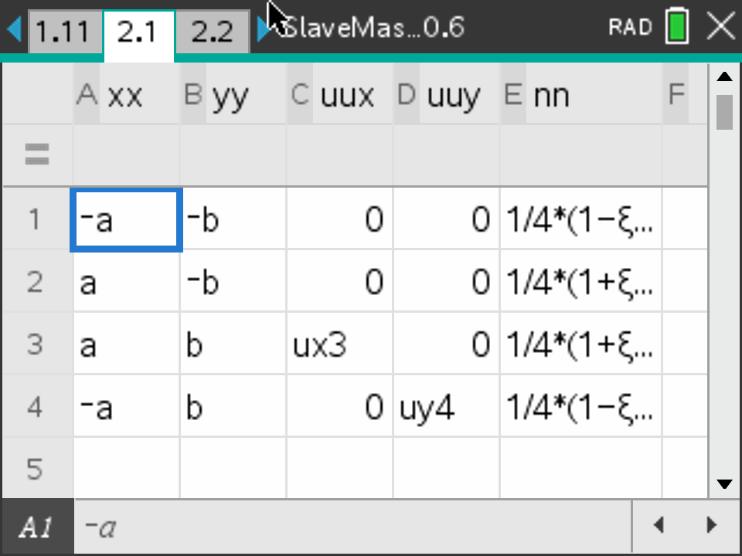 1.11 2.1 2.2 SlaveMas...0.6 RAD
A xx B yy C uux D uuy E nn F
=
1 -a -b 0 0 1/4*(1-ξ...
2 a -b 0 0 1/4*(1+ξ...
3 a b ux3 0 1/4*(1+ξ...
4 -a b 0 uy4 1/4*(1-ξ...
5
A1 -a